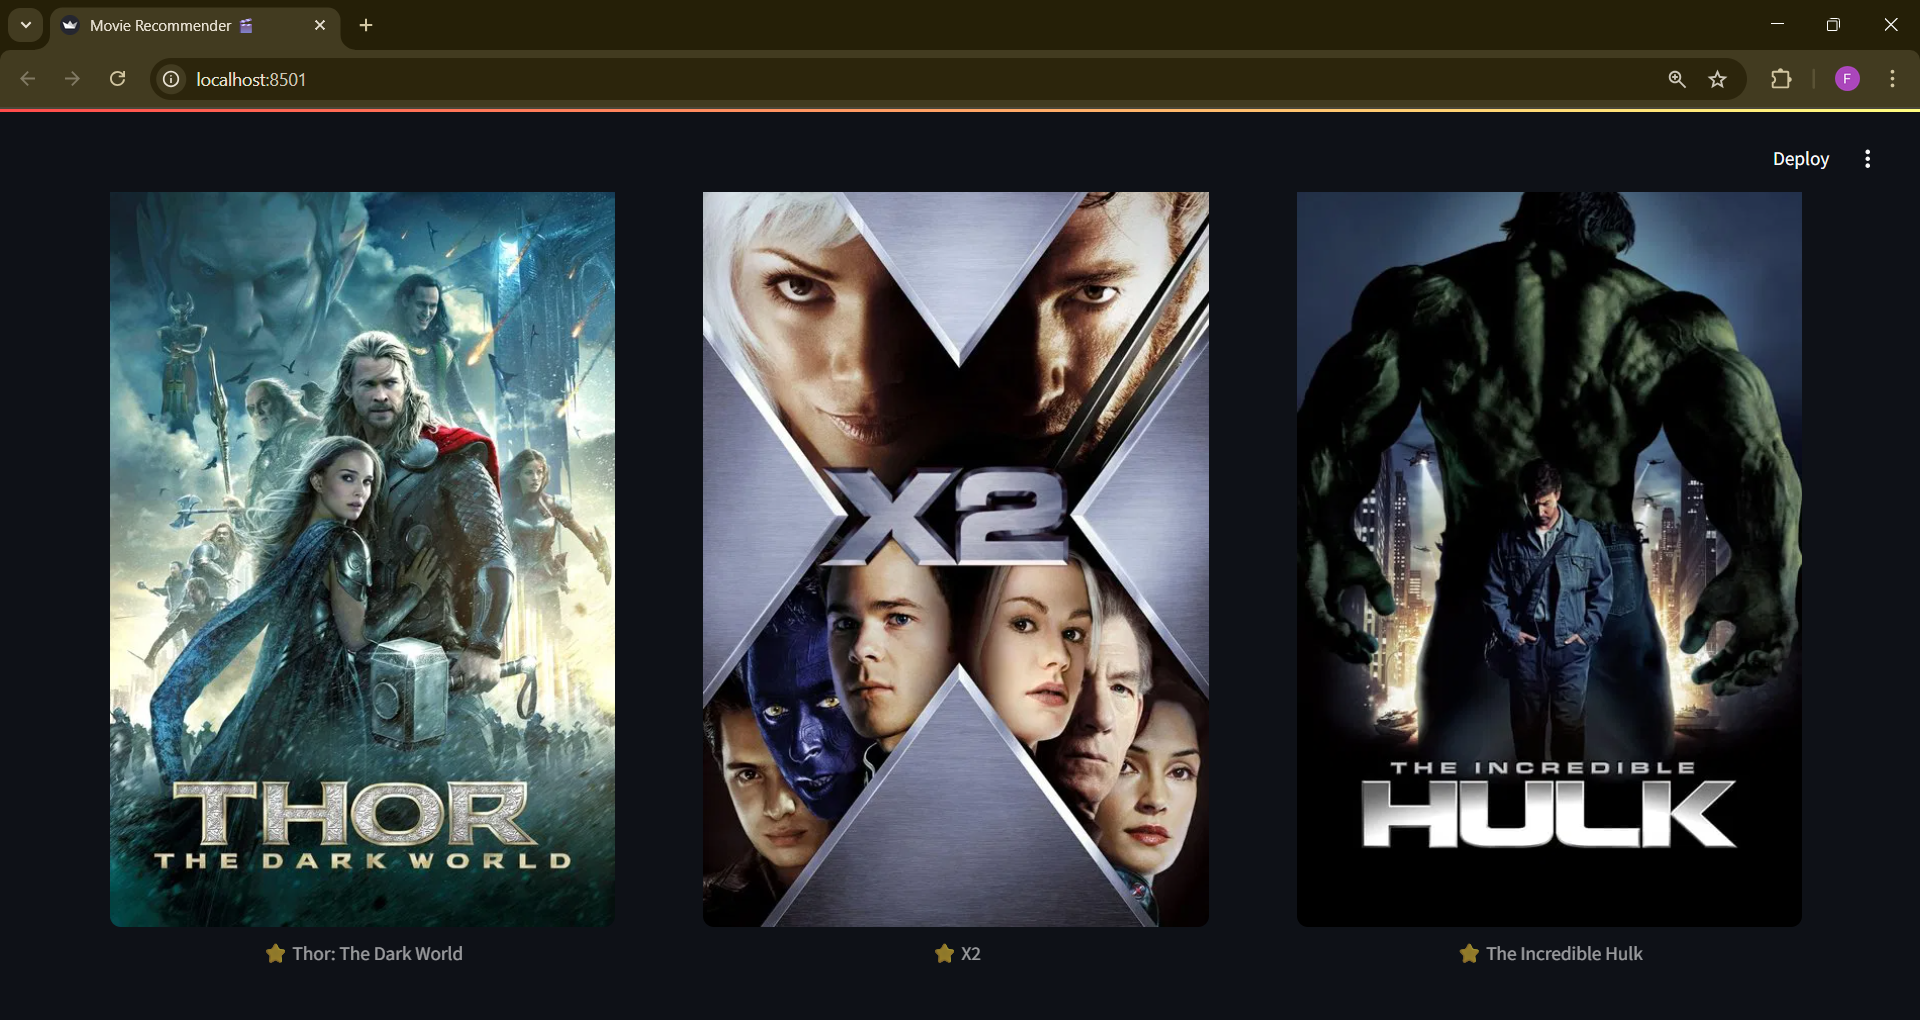 Movie Recommender
localhost:8501
F
Deploy
THOR
THE DARK WORLD
X2
THE INCREDIBLE
HULK
Thor: The Dark World
X2
The Incredible Hulk